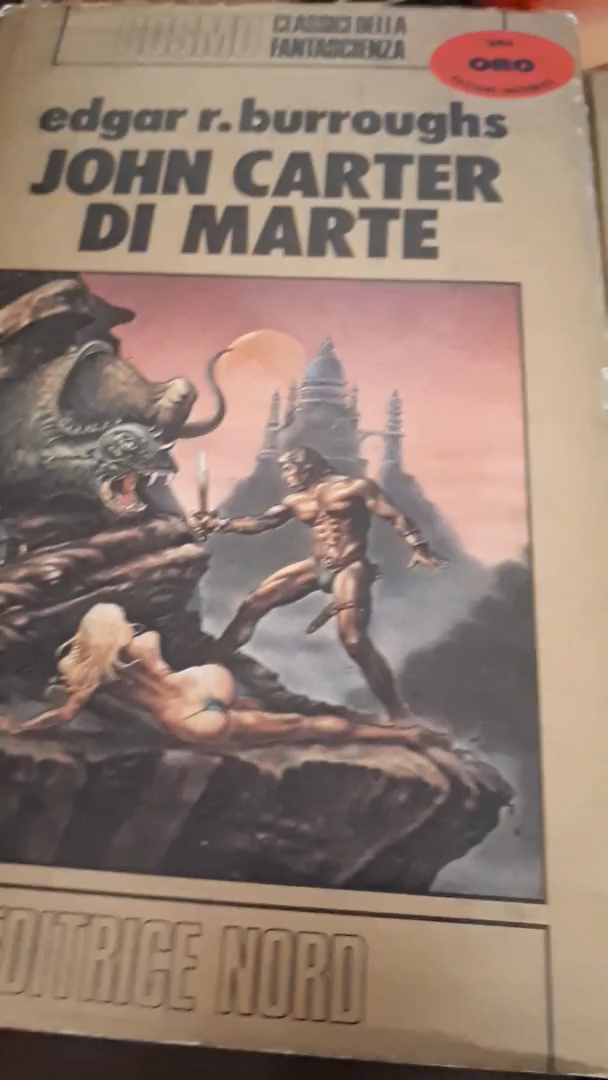 COSMO CLASSICI DELLA
FANTASCIENZA
ORO
edgar r. burroughs
JOHN CARTER
DI MARTE
EDITRICE NORD